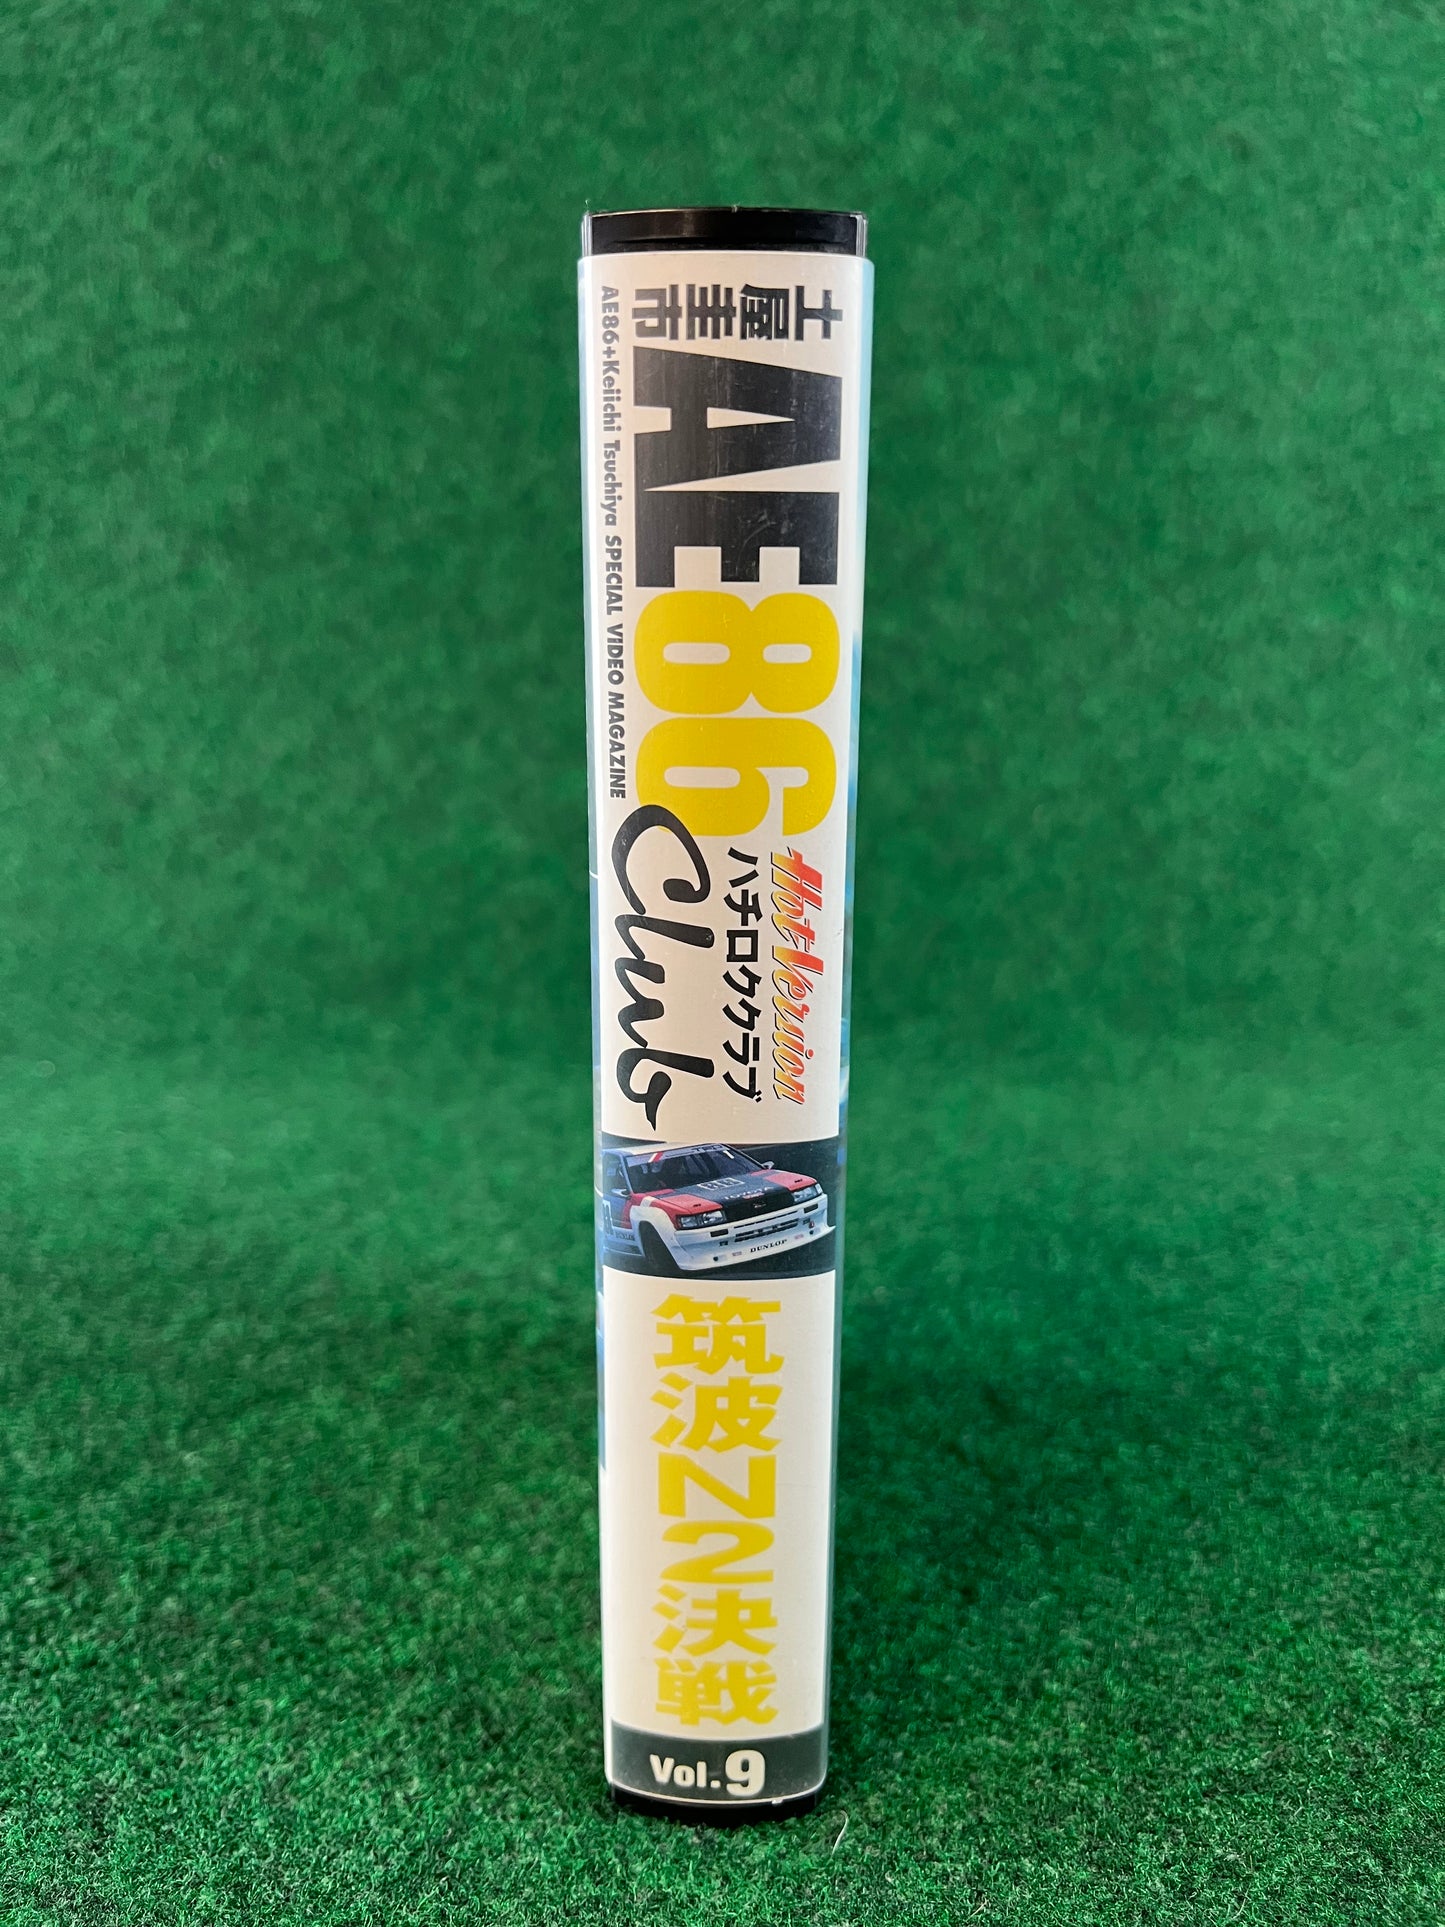 土屋圭市
AE86
Club
AE86+Keiichi Tsuchiya SPECIAL VIDEO MAGAZINE
Hot Version
ハチロククラブ
TOYOTA
DUNLOP
筑波N2決戦
Vol.9